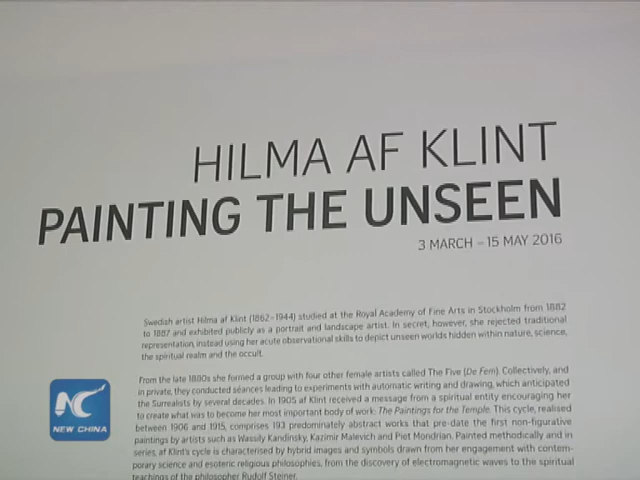 HILMA AF KLINT
PAINTING THE UNSEEN
3 MARCH – 15 MAY 2016
Swedish artist Hilma af Klint (1862–1944) studied at the Royal Academy of Fine Arts in Stockholm from 1882
to 1887 and exhibited publicly as a portrait and landscape artist. In secret, however, she rejected traditional
representation, instead using her acute observational skills to depict unseen worlds hidden within nature, science,
the spiritual realm and the occult.
From the late 1880s she formed a group with four other female artists called The Five (De Fem). Collectively, and
in private, they conducted séances leading to experiments with automatic writing and drawing, which anticipated
the Surrealists by several decades. In 1905 af Klint received a message from a spiritual entity encouraging her
to create what was to become her most important body of work: The Paintings for the Temple. This cycle, realised
between 1906 and 1915, comprises 193 predominately abstract works that pre-date the first non-figurative
paintings by artists such as Wassily Kandinsky, Kazimir Malevich and Piet Mondrian. Painted methodically and in
series, af Klint's cycle is characterised by hybrid images and symbols drawn from her engagement with contem-
porary science and esoteric religious philosophies, from the discovery of electromagnetic waves to the spiritual
teachings of the philosopher Rudolf Steiner.
NC
NEW CHINA